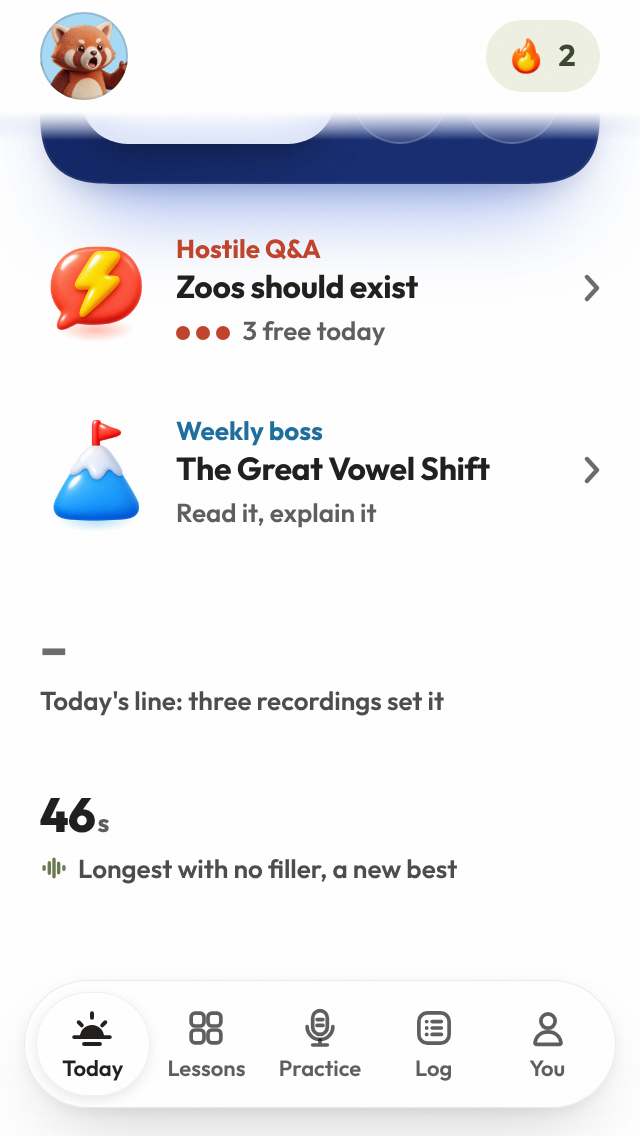 2
Hostile Q&A
Zoos should exist
3 free today
Weekly boss
The Great Vowel Shift
Read it, explain it
–
Today's line: three recordings set it
46s
Longest with no filler, a new best
Today
Lessons
Practice
Log
You